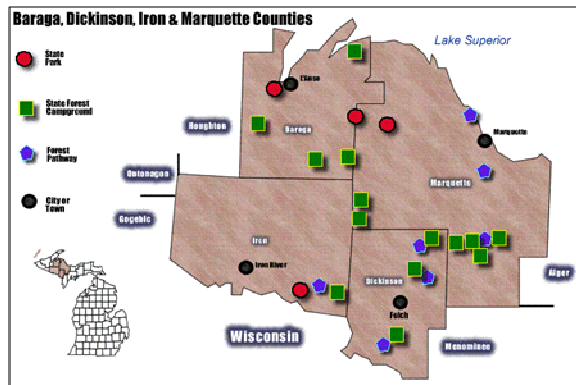 Baraga, Dickinson, Iron & Marquette Counties
Lake Superior
State
Park
L'Anse
State Forest
Campground
Houghton
Baraga
Marquette
Forest
Pathway
Ontonagon
Marquette
City or
Town
Gogebic
Iron
Iron River
Dickinson
Alger
Felch
Wisconsin
Menominee